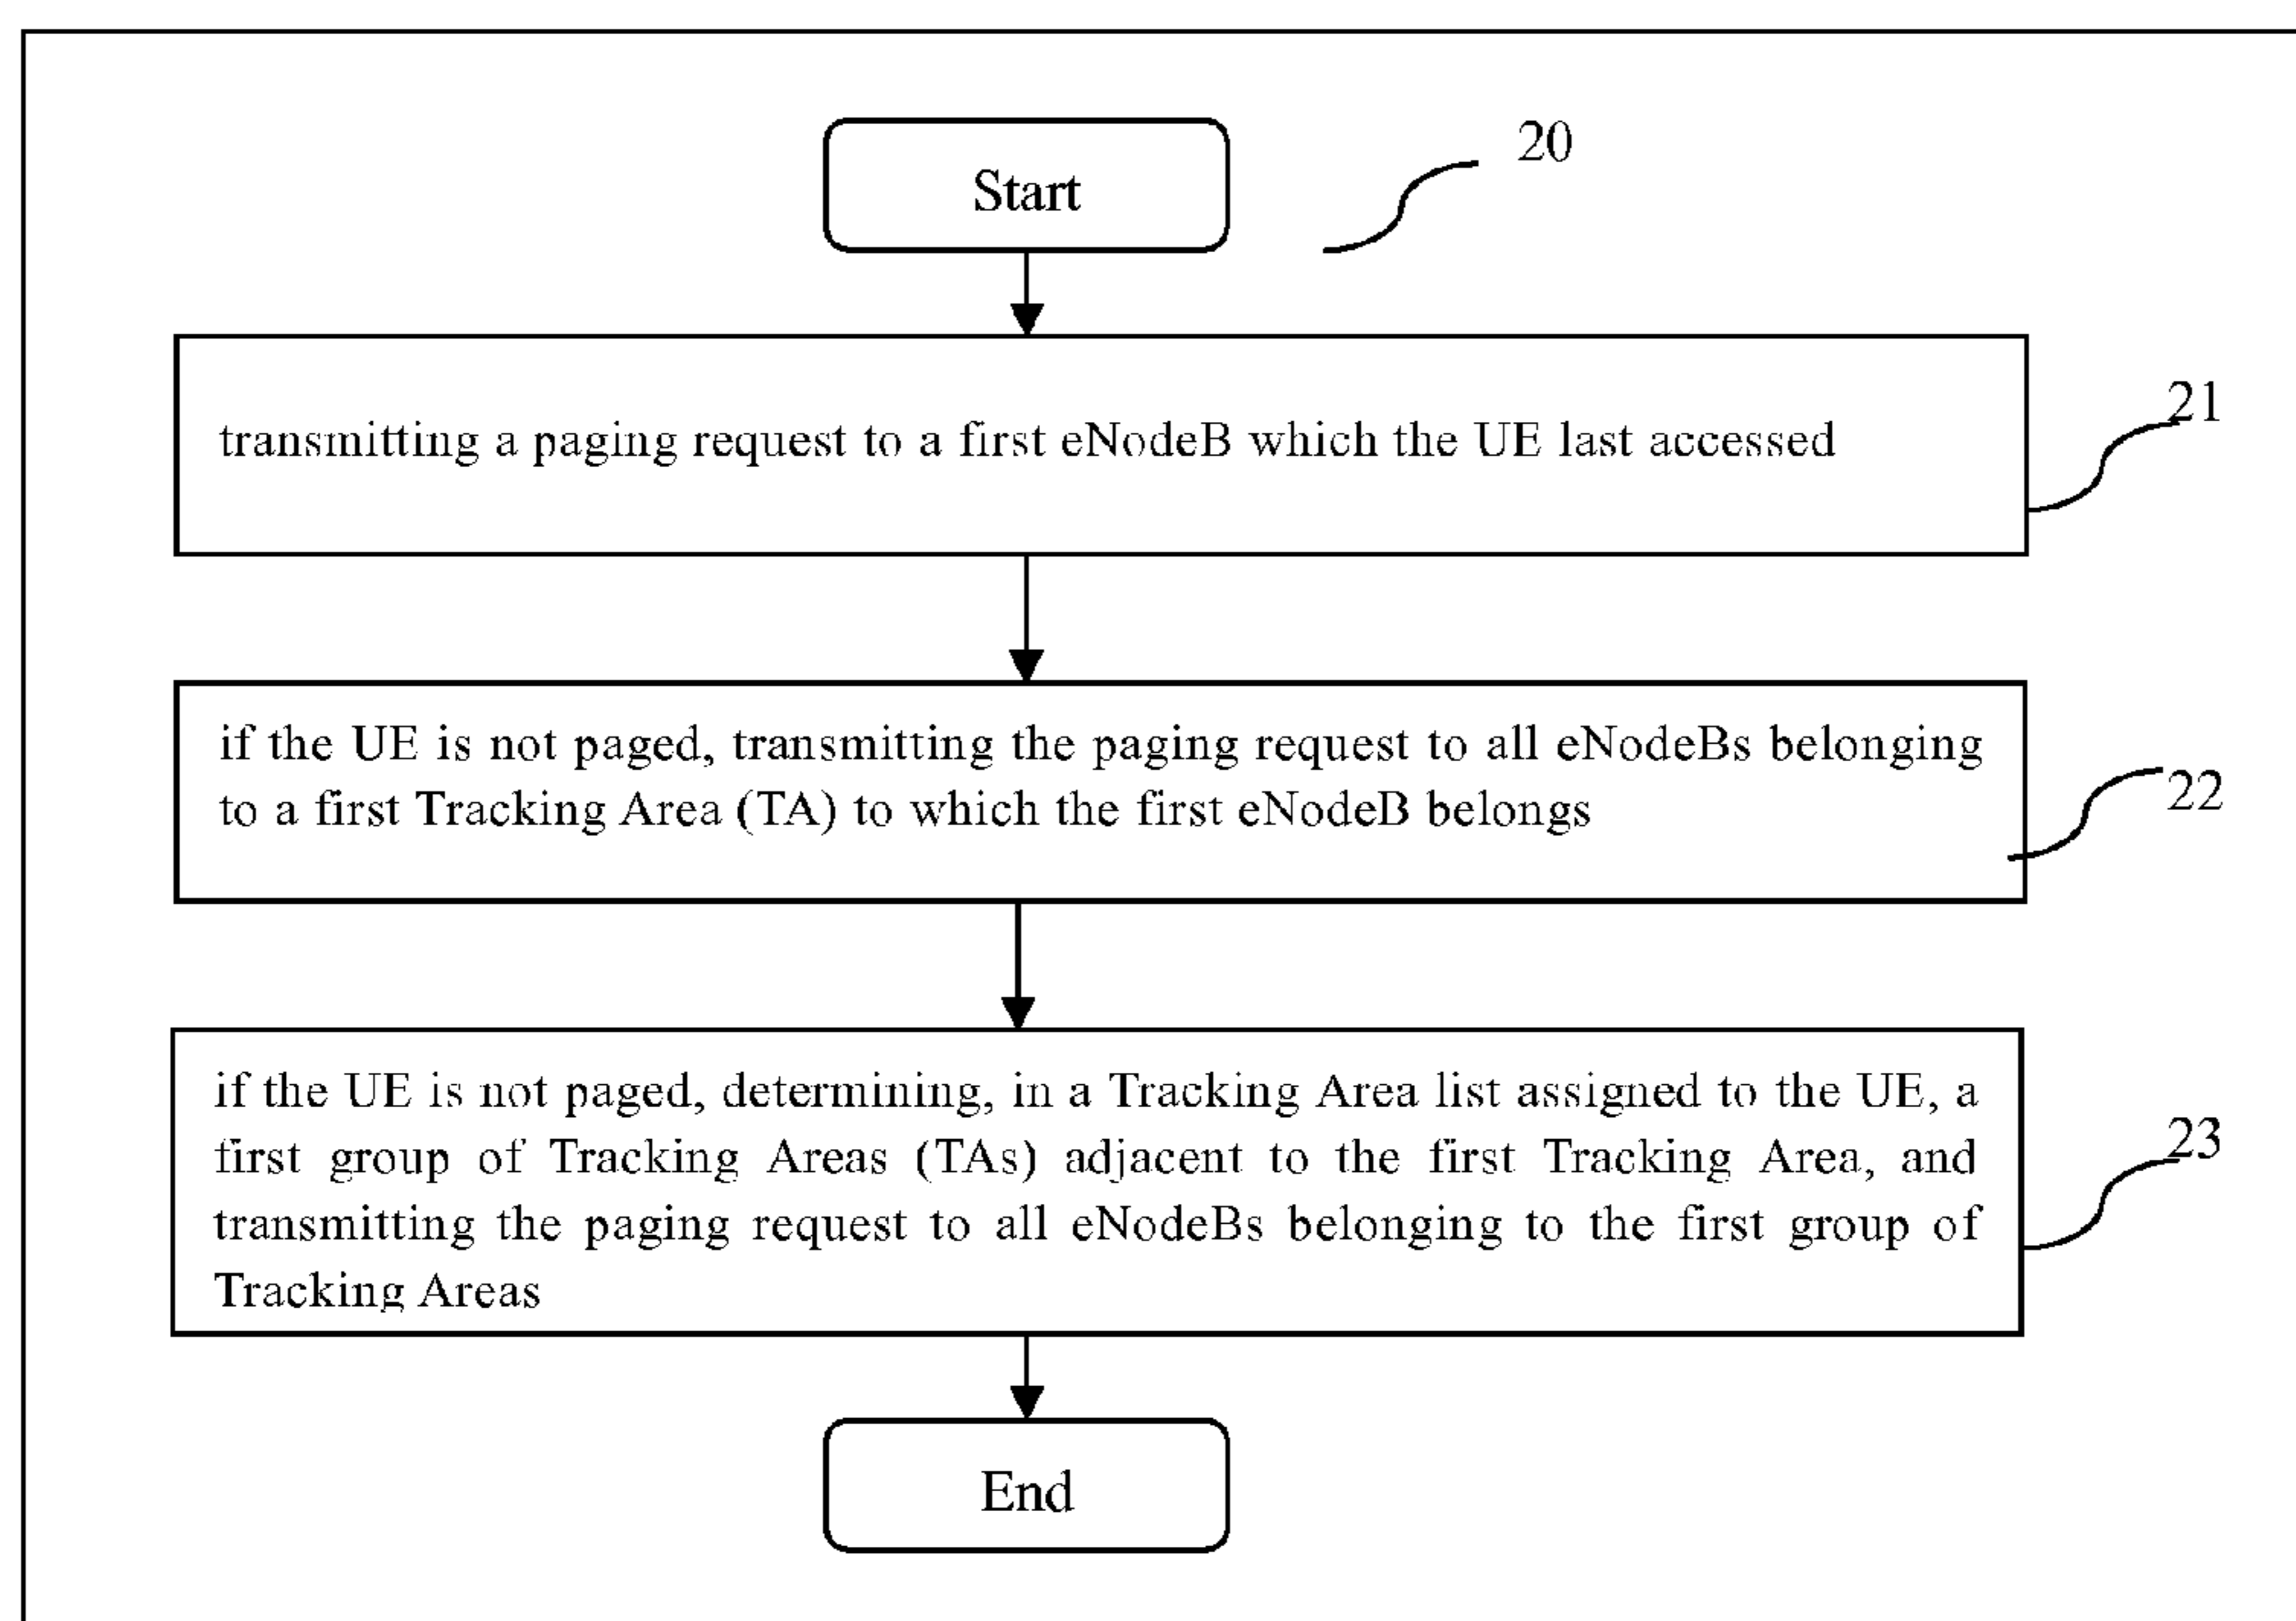 Start
20
transmitting a paging request to a first eNodeB which the UE last accessed
21
if the UE is not paged, transmitting the paging request to all eNodeBs belonging
to a first Tracking Area (TA) to which the first eNodeB belongs
22
if the UE is not paged, determining, in a Tracking Area list assigned to the UE, a
first group of Tracking Areas (TAs) adjacent to the first Tracking Area, and
transmitting the paging request to all eNodeBs belonging to the first group of
Tracking Areas
23
End